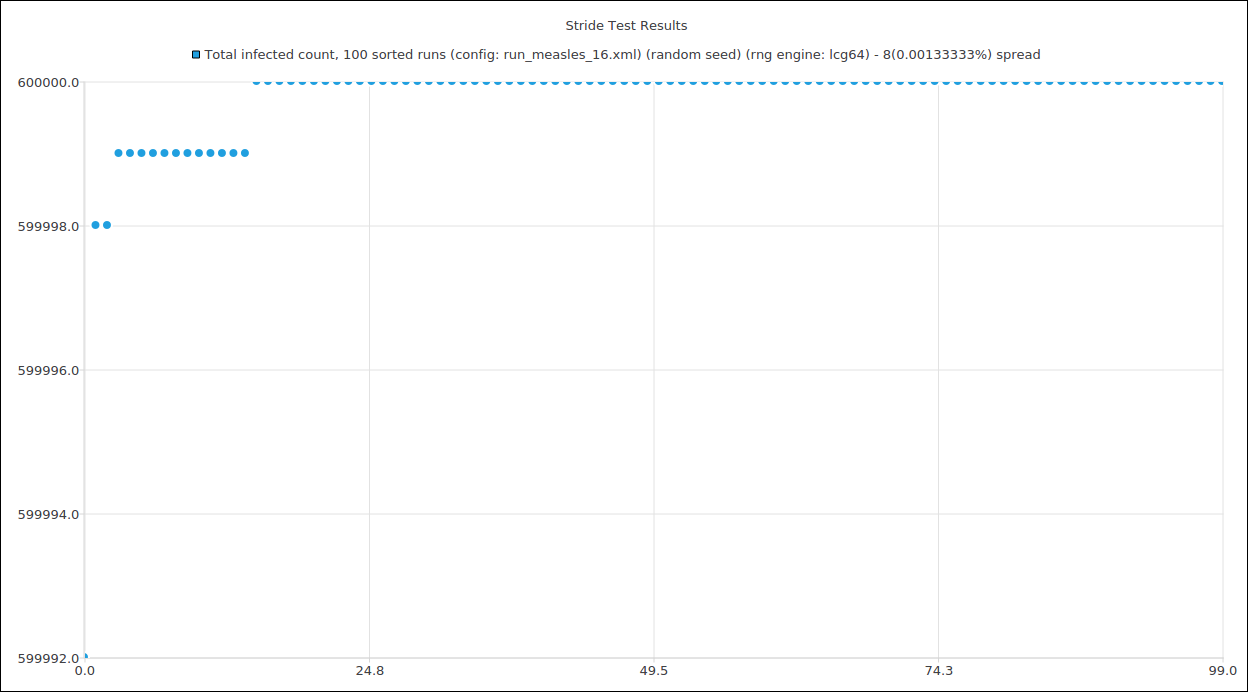 Stride Test Results
Total infected count, 100 sorted runs (config: run_measles_16.xml) (random seed) (rng engine: lcg64) - 8(0.00133333%) spread
600000.0
599998.0
599996.0
599994.0
599992.0
0.0 24.8 49.5 74.3 99.0